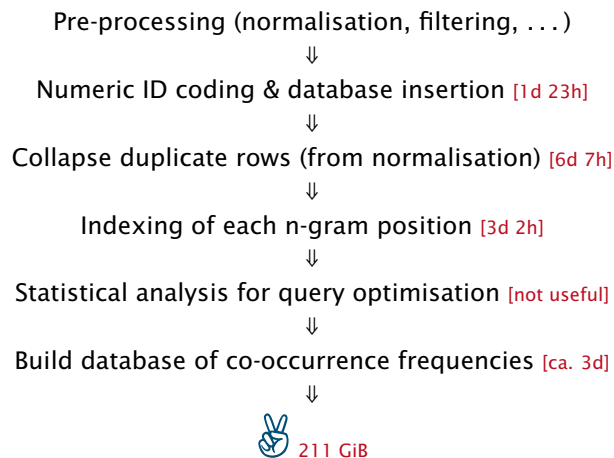 Pre-processing (normalisation, filtering, ...)
⇓
Numeric ID coding & database insertion [1d 23h]
⇓
Collapse duplicate rows (from normalisation) [6d 7h]
⇓
Indexing of each n-gram position [3d 2h]
⇓
Statistical analysis for query optimisation [not useful]
⇓
Build database of co-occurrence frequencies [ca. 3d]
⇓
211 GiB